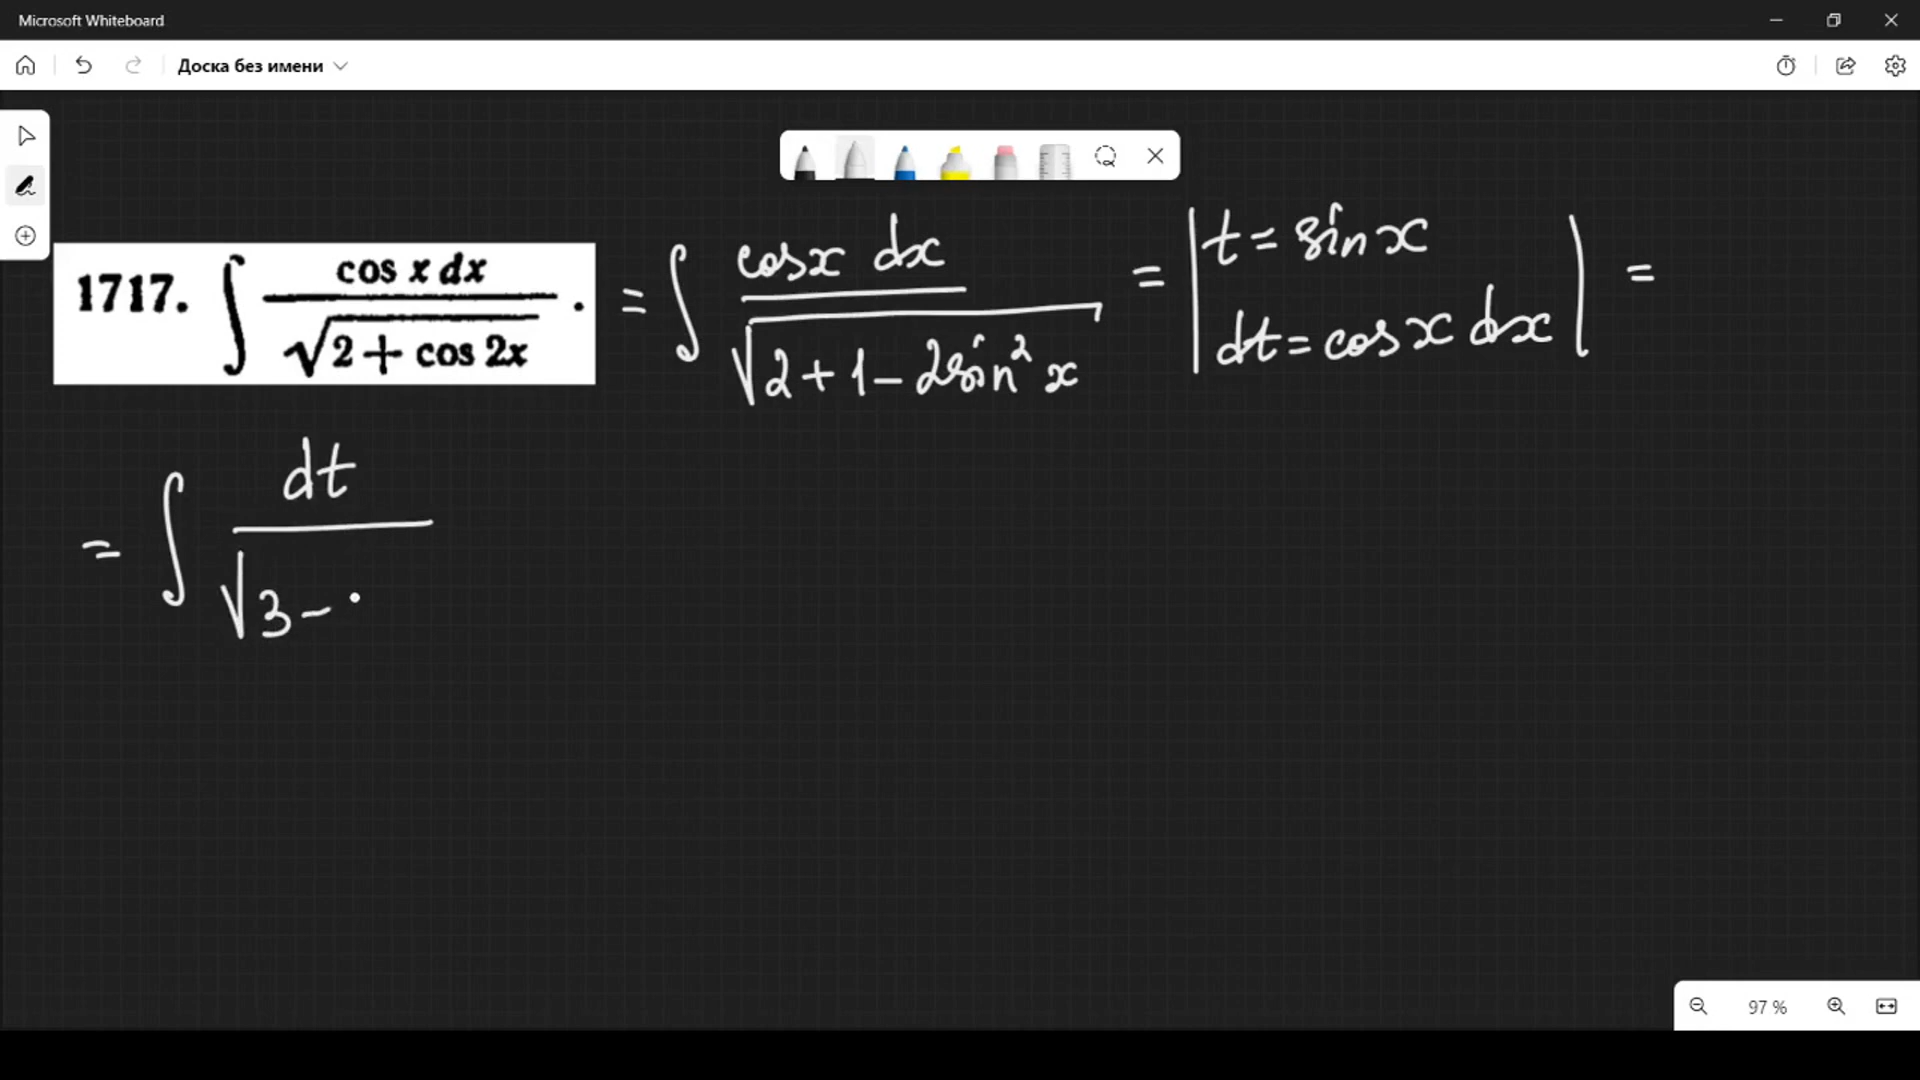 Microsoft Whiteboard
Доска без имени
1717. ∫ cos x dx / √(2 + cos 2x) . = ∫ cosx dx / √(2+1−2sin²x) = | t = sin x
dt = cos x dx | =
= ∫ dt / √3 − ·
97 %